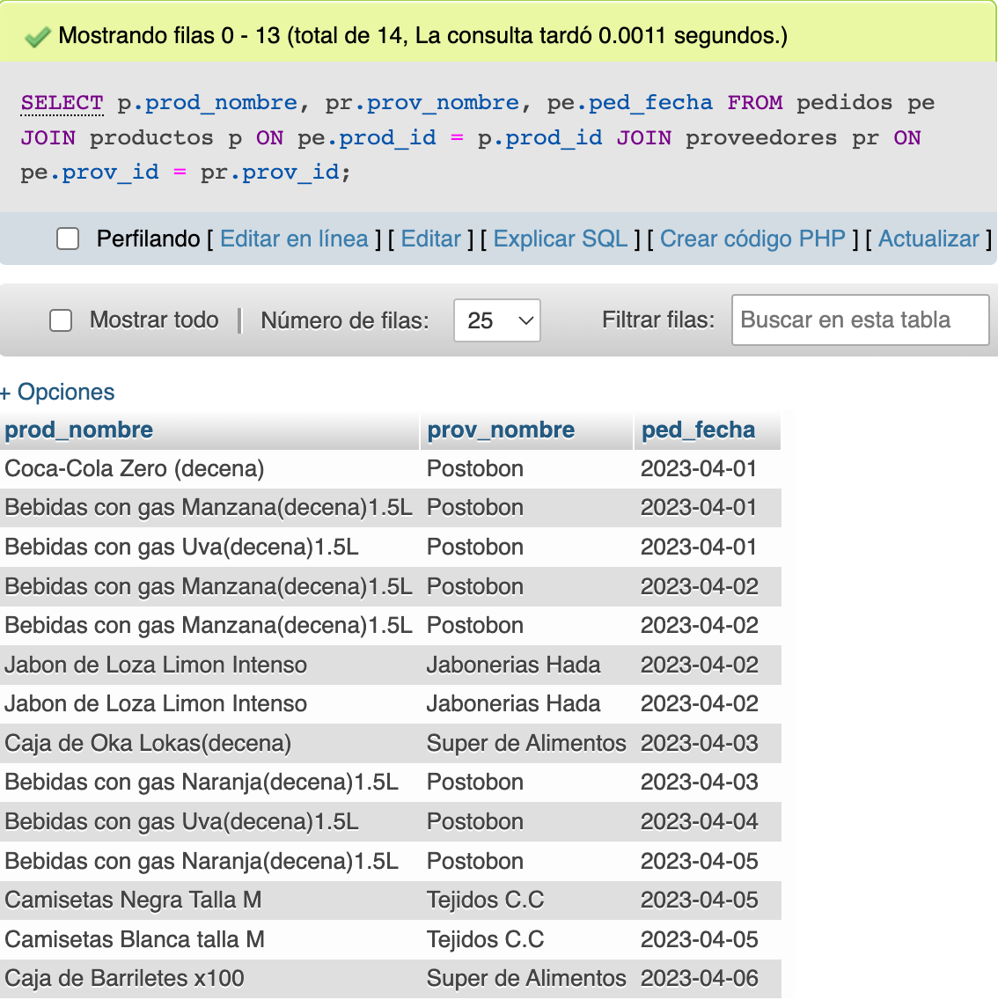 Mostrando filas 0 - 13 (total de 14, La consulta tardó 0.0011 segundos.)
SELECT p.prod_nombre, pr.prov_nombre, pe.ped_fecha FROM pedidos pe
JOIN productos p ON pe.prod_id = p.prod_id JOIN proveedores pr ON
pe.prov_id = pr.prov_id;
Perfilando [ Editar en línea ] [ Editar ] [ Explicar SQL ] [ Crear código PHP ] [ Actualizar ]
Mostrar todo | Número de filas: 25 Filtrar filas: Buscar en esta tabla
+ Opciones
prod_nombre prov_nombre ped_fecha
Coca-Cola Zero (decena) Postobon 2023-04-01
Bebidas con gas Manzana(decena)1.5L Postobon 2023-04-01
Bebidas con gas Uva(decena)1.5L Postobon 2023-04-01
Bebidas con gas Manzana(decena)1.5L Postobon 2023-04-02
Bebidas con gas Manzana(decena)1.5L Postobon 2023-04-02
Jabon de Loza Limon Intenso Jabonerias Hada 2023-04-02
Jabon de Loza Limon Intenso Jabonerias Hada 2023-04-02
Caja de Oka Lokas(decena) Super de Alimentos 2023-04-03
Bebidas con gas Naranja(decena)1.5L Postobon 2023-04-03
Bebidas con gas Uva(decena)1.5L Postobon 2023-04-04
Bebidas con gas Naranja(decena)1.5L Postobon 2023-04-05
Camisetas Negra Talla M Tejidos C.C 2023-04-05
Camisetas Blanca talla M Tejidos C.C 2023-04-05
Caja de Barriletes x100 Super de Alimentos 2023-04-06